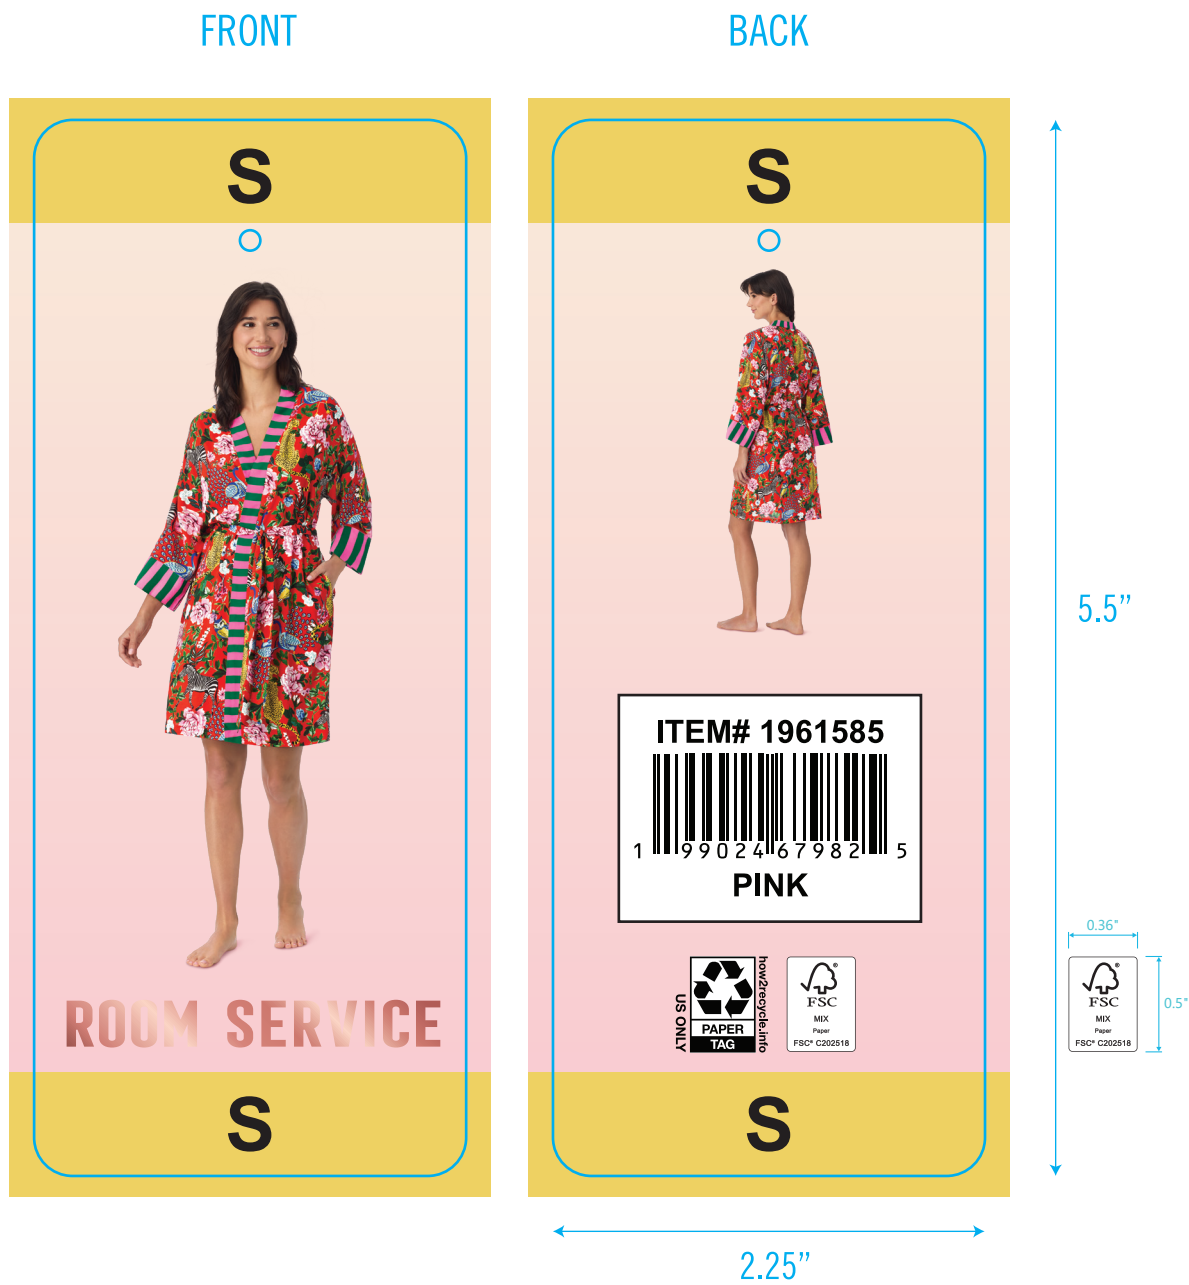 FRONT
BACK
S
S
ITEM# 1961585
1 99024 67982 5
PINK
ROOM SERVICE
US ONLY
PAPER
TAG
how2recycle.info
FSC
MIX
Paper
FSC® C202518
S
S
5.5”
2.25”
0.36"
0.5"
FSC
MIX
Paper
FSC® C202518